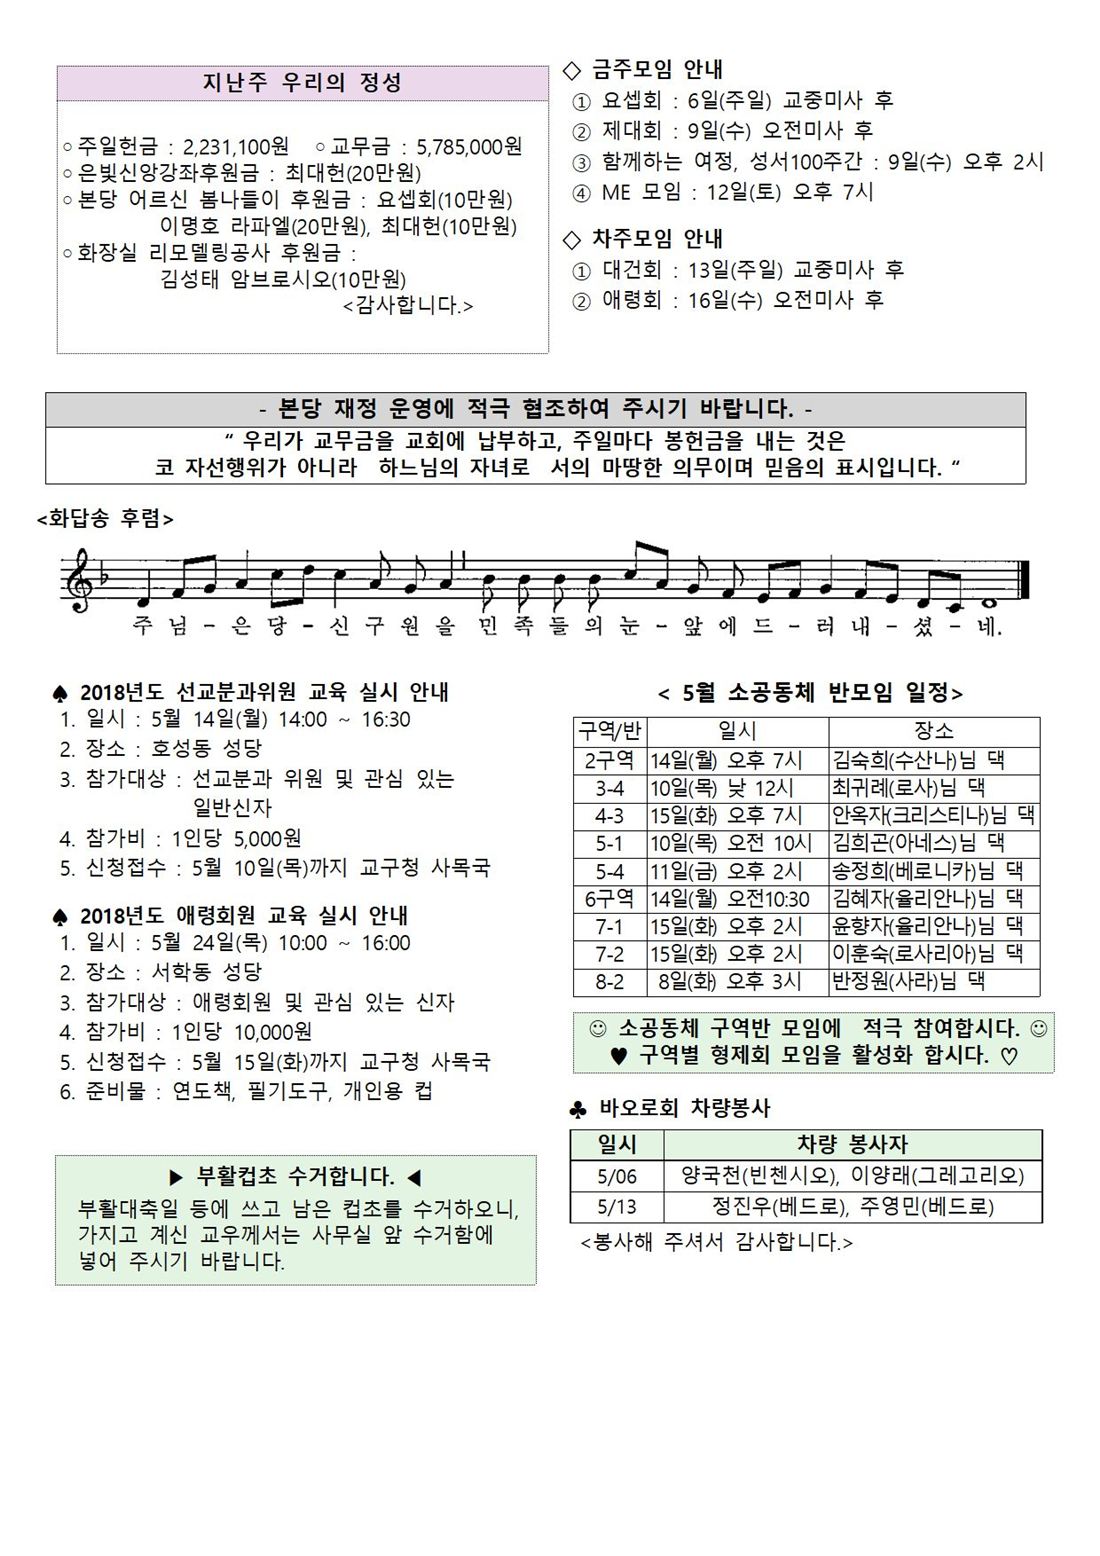 지난주 우리의 정성
○ 주일헌금 : 2,231,100원 ○ 교무금 : 5,785,000원
○ 은빛신앙강좌후원금 : 최대헌(20만원)
○ 본당 어르신 봄나들이 후원금 : 요셉회(10만원)
이명호 라파엘(20만원), 최대헌(10만원)
○ 화장실 리모델링공사 후원금 :
김성태 암브로시오(10만원)
<감사합니다.>
◇ 금주모임 안내
① 요셉회 : 6일(주일) 교중미사 후
② 제대회 : 9일(수) 오전미사 후
③ 함께하는 여정, 성서100주간 : 9일(수) 오후 2시
④ ME 모임 : 12일(토) 오후 7시
◇ 차주모임 안내
① 대건회 : 13일(주일) 교중미사 후
② 애령회 : 16일(수) 오전미사 후
- 본당 재정 운영에 적극 협조하여 주시기 바랍니다. -
“ 우리가 교무금을 교회에 납부하고, 주일마다 봉헌금을 내는 것은
코 자선행위가 아니라 하느님의 자녀로 서의 마땅한 의무이며 믿음의 표시입니다. “
<화답송 후렴>
주 님 - 은 당 - 신 구 원 을 민 족 들 의 눈 - 앞 에 드 - 러 내 - 셨 - 네.
♠ 2018년도 선교분과위원 교육 실시 안내
1. 일시 : 5월 14일(월) 14:00 ~ 16:30
2. 장소 : 호성동 성당
3. 참가대상 : 선교분과 위원 및 관심 있는
일반신자
4. 참가비 : 1인당 5,000원
5. 신청접수 : 5월 10일(목)까지 교구청 사목국
♠ 2018년도 애령회원 교육 실시 안내
1. 일시 : 5월 24일(목) 10:00 ~ 16:00
2. 장소 : 서학동 성당
3. 참가대상 : 애령회원 및 관심 있는 신자
4. 참가비 : 1인당 10,000원
5. 신청접수 : 5월 15일(화)까지 교구청 사목국
6. 준비물 : 연도책, 필기도구, 개인용 컵
▶ 부활컵초 수거합니다. ◀
부활대축일 등에 쓰고 남은 컵초를 수거하오니,
가지고 계신 교우께서는 사무실 앞 수거함에
넣어 주시기 바랍니다.
< 5월 소공동체 반모임 일정>
구역/반 일시 장소
2구역 14일(월) 오후 7시 김숙희(수산나)님 댁
3-4 10일(목) 낮 12시 최귀례(로사)님 댁
4-3 15일(화) 오후 7시 안옥자(크리스티나)님 댁
5-1 10일(목) 오전 10시 김희곤(아네스)님 댁
5-4 11일(금) 오후 2시 송정희(베로니카)님 댁
6구역 14일(월) 오전10:30 김혜자(율리안나)님 댁
7-1 15일(화) 오후 2시 윤향자(율리안나)님 댁
7-2 15일(화) 오후 2시 이훈숙(로사리아)님 댁
8-2 8일(화) 오후 3시 반정원(사라)님 댁
☺ 소공동체 구역반 모임에 적극 참여합시다. ☺
♥ 구역별 형제회 모임을 활성화 합시다. ♡
♣ 바오로회 차량봉사
일시 차량 봉사자
5/06 양국천(빈첸시오), 이양래(그레고리오)
5/13 정진우(베드로), 주영민(베드로)
<봉사해 주셔서 감사합니다.>